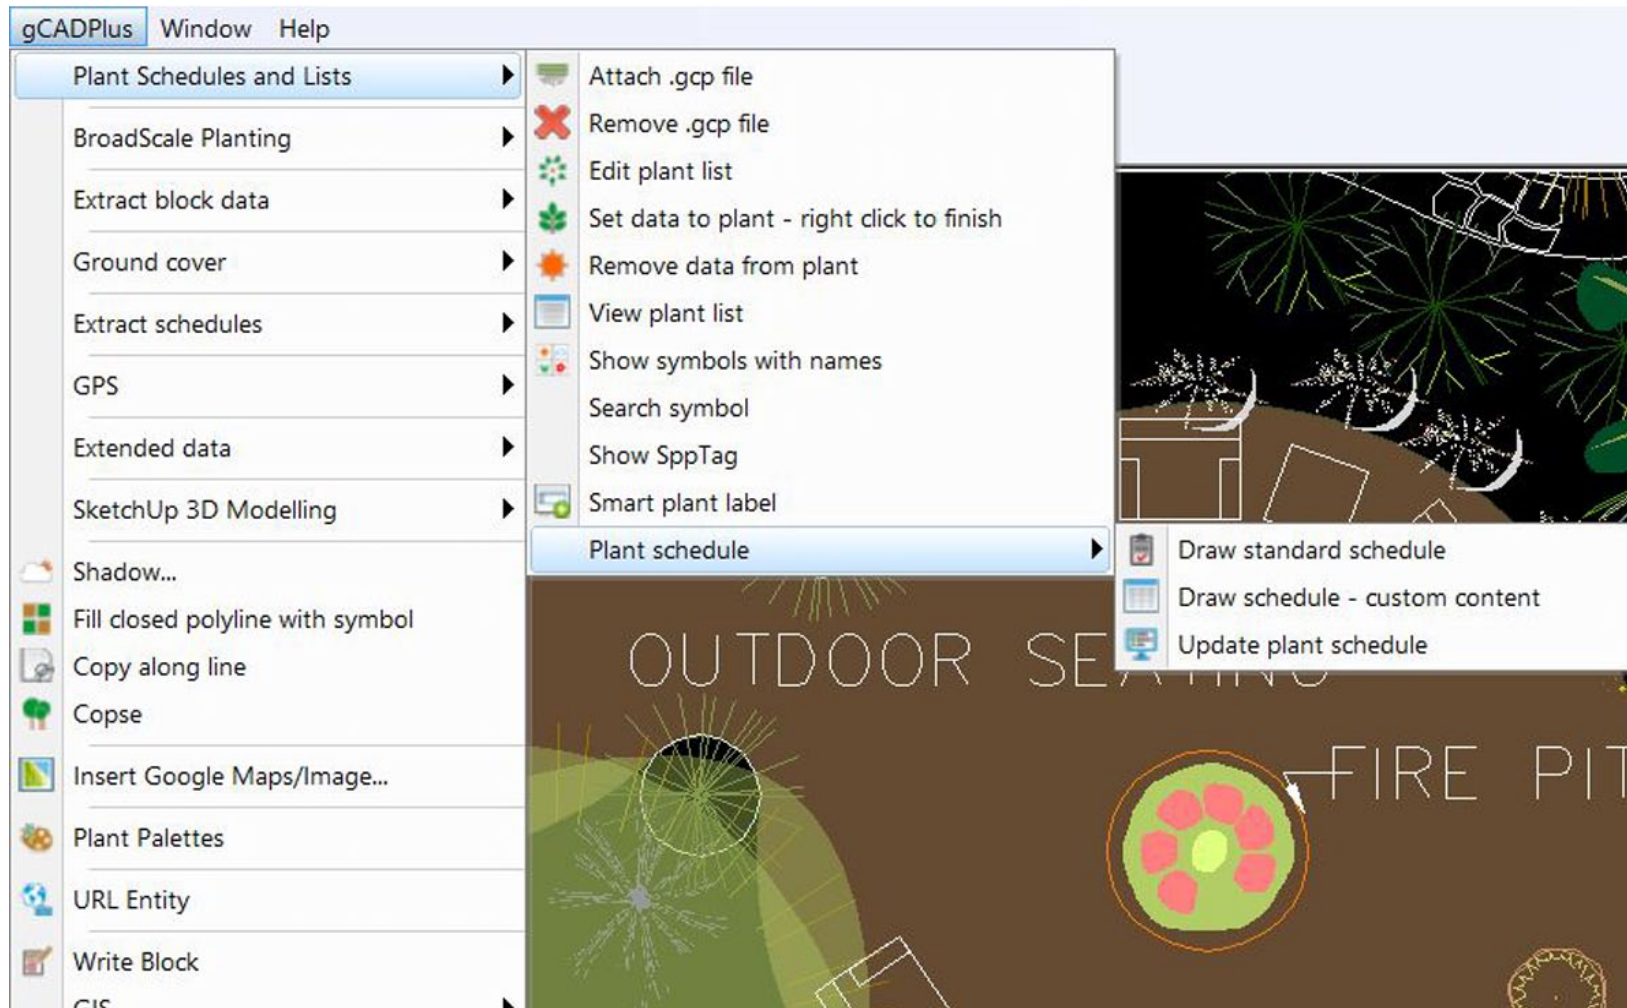 gCADPlus Window Help
Plant Schedules and Lists
BroadScale Planting
Extract block data
Ground cover
Extract schedules
GPS
Extended data
SketchUp 3D Modelling
Shadow...
Fill closed polyline with symbol
Copy along line
Copse
Insert Google Maps/Image...
Plant Palettes
URL Entity
Write Block
GIS
Attach .gcp file
Remove .gcp file
Edit plant list
Set data to plant - right click to finish
Remove data from plant
View plant list
Show symbols with names
Search symbol
Show SppTag
Smart plant label
Plant schedule
Draw standard schedule
Draw schedule - custom content
Update plant schedule
OUTDOOR SEATING
FIRE PIT